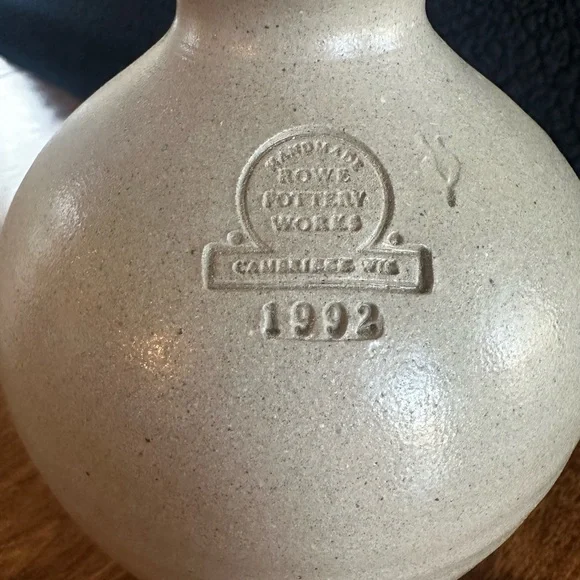 HANDMADE
ROWE
POTTERY
WORKS
CAMBRIDGE WIS
1992